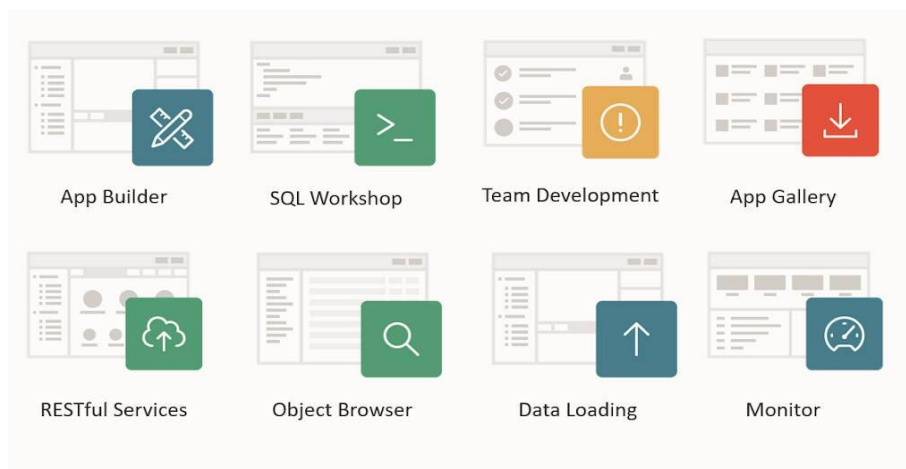 App Builder
SQL Workshop
Team Development
App Gallery
RESTful Services
Object Browser
Data Loading
Monitor